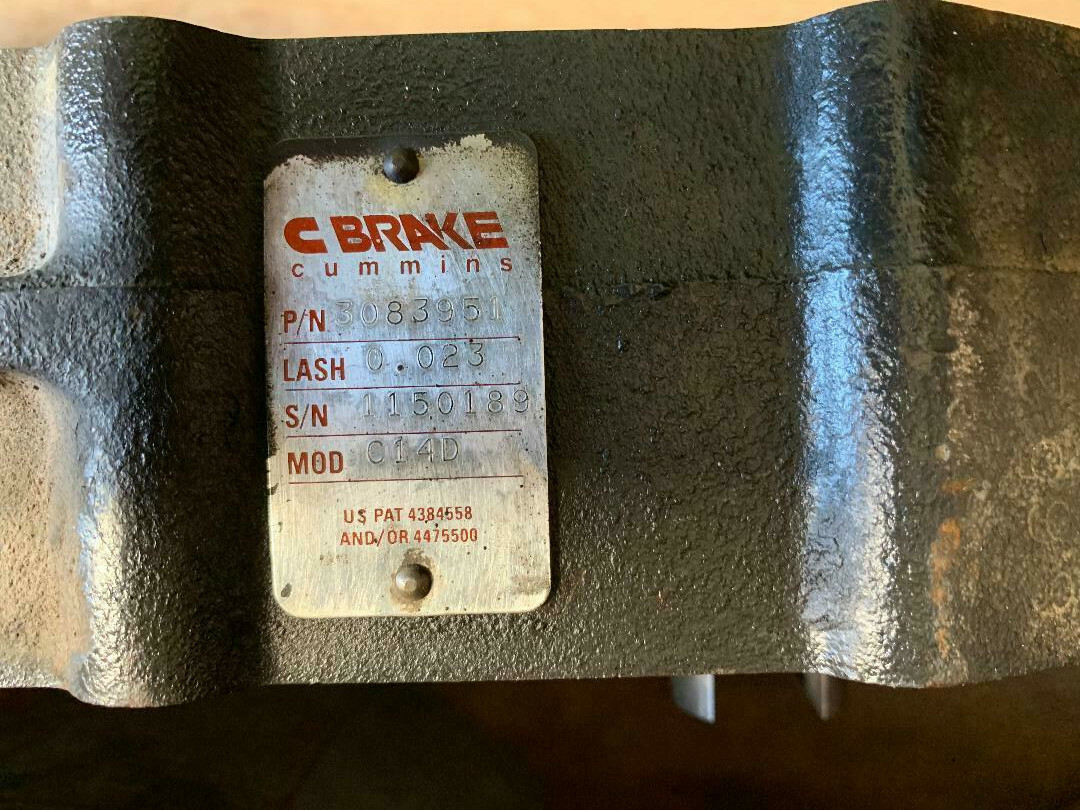 C BRAKE
cummins
P/N 3083951
LASH 0.023
S/N 1150189
MOD C14D
US PAT 4384558
AND/OR 4475500